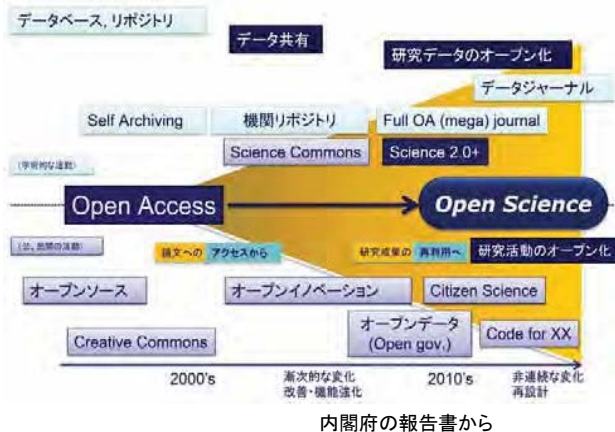 データベース, リポジトリ
データ共有
研究データのオープン化
データジャーナル
Self Archiving
機関リポジトリ
Full OA (mega) journal
Science Commons
Science 2.0+
(学術的な活動)
Open Access
Open Science
論文への アクセスから
研究成果の 再利用へ
研究活動のオープン化
オープンソース
オープンイノベーション
Citizen Science
オープンデータ
(Open gov.)
Code for XX
Creative Commons
2000's
漸次的な変化
改善・機能強化
2010's
非連続な変化
再設計
内閣府の報告書から